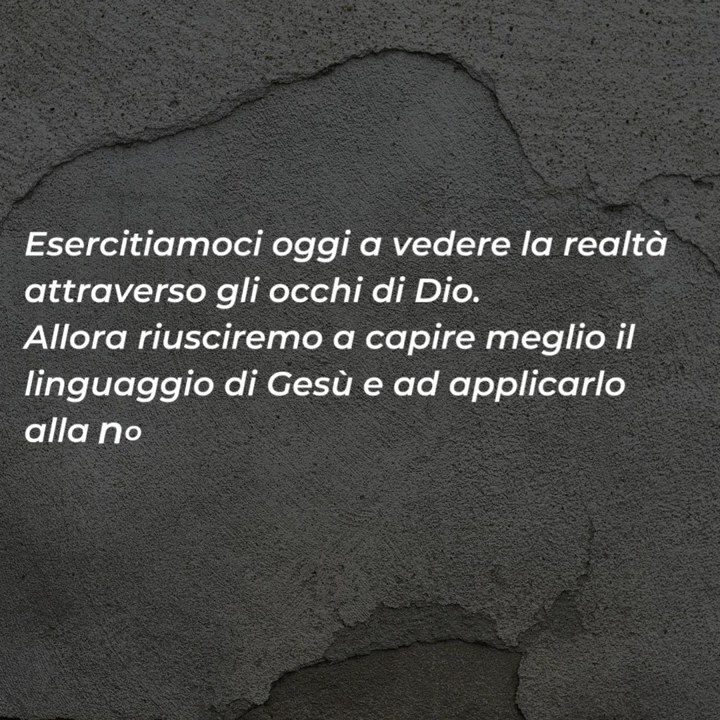 Esercitiamoci oggi a vedere la realtà
attraverso gli occhi di Dio.
Allora riusciremo a capire meglio il
linguaggio di Gesù e ad applicarlo
alla no